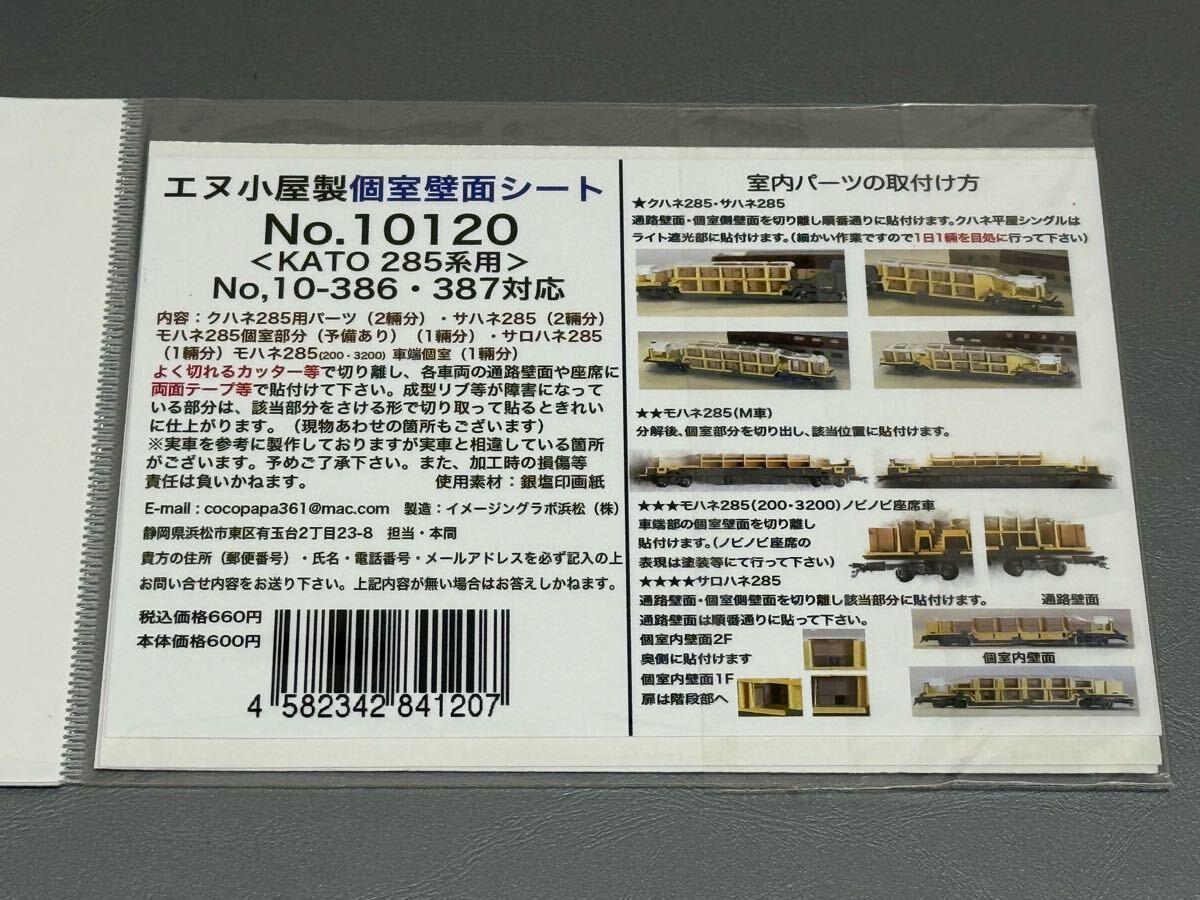 エヌ小屋製個室壁面シート
No.10120
＜KATO 285系用＞
No,10-386・387対応
内容：クハネ285用パーツ（2輛分）・サハネ285（2輛分）
モハネ285個室部分（予備あり）（1輛分）・サロハネ285
（1輛分）モハネ285(200・3200) 車端個室（1輛分）
よく切れるカッター等で切り離し、各車両の通路壁面や座席に
両面テープ等で貼付けて下さい。成型リブ等が障害になって
いる部分は、該当部分をさける形で切り取って貼るときれい
に仕上がります。（現物あわせの箇所もございます）
※実車を参考に製作しておりますが実車と相違している箇所
がございます。予めご了承下さい。また、加工時の損傷等
責任は負いかねます。 使用素材：銀塩印画紙
E-mail：cocopapa361@mac.com 製造：イメージングラボ浜松（株）
静岡県浜松市東区有玉台2丁目23-8 担当・本間
貴方の住所（郵便番号）・氏名・電話番号・メールアドレスを必ず記入の上
お問い合せ内容をお送り下さい。上記内容が無い場合はお答えしかねます。
税込価格660円
本体価格600円
4 582342 841207
室内パーツの取付け方
★クハネ285・サハネ285
通路壁面・個室側壁面を切り離し順番通りに貼付けます。クハネ平屋シングルは
ライト遮光部に貼付けます。（細かい作業ですので1日1輛を目処に行って下さい）
★★モハネ285（M車）
分解後、個室部分を切り出し、該当位置に貼付けます。
★★★モハネ285（200・3200）ノビノビ座席車
車端部の個室壁面を切り離し
貼付けます。（ノビノビ座席の
表現は塗装等にて行って下さい）
★★★★サロハネ285
通路壁面・個室側壁面を切り離し該当部分に貼付けます。
通路壁面は順番通りに貼って下さい。
通路壁面
個室内壁面2F
奥側に貼付けます
個室内壁面
個室内壁面1F
扉は階段部へ